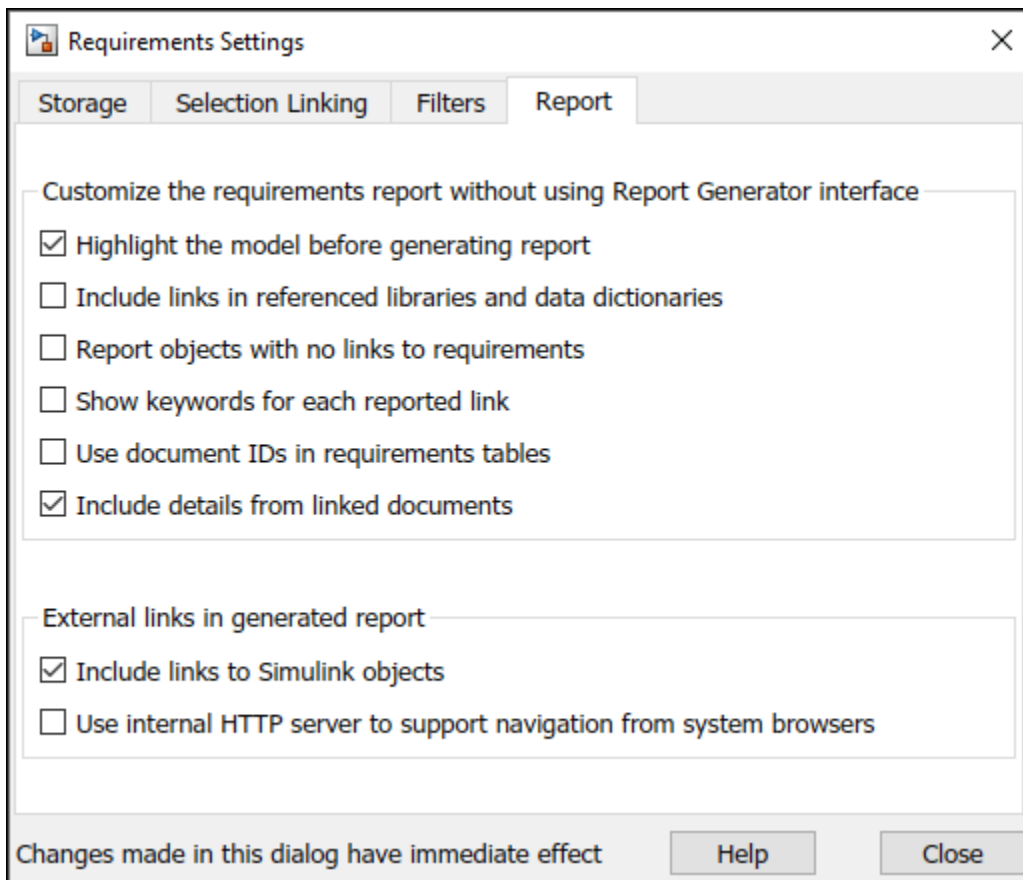 Requirements Settings
Storage
Selection Linking
Filters
Report
Customize the requirements report without using Report Generator interface
Highlight the model before generating report
Include links in referenced libraries and data dictionaries
Report objects with no links to requirements
Show keywords for each reported link
Use document IDs in requirements tables
Include details from linked documents
External links in generated report
Include links to Simulink objects
Use internal HTTP server to support navigation from system browsers
Changes made in this dialog have immediate effect
Help
Close